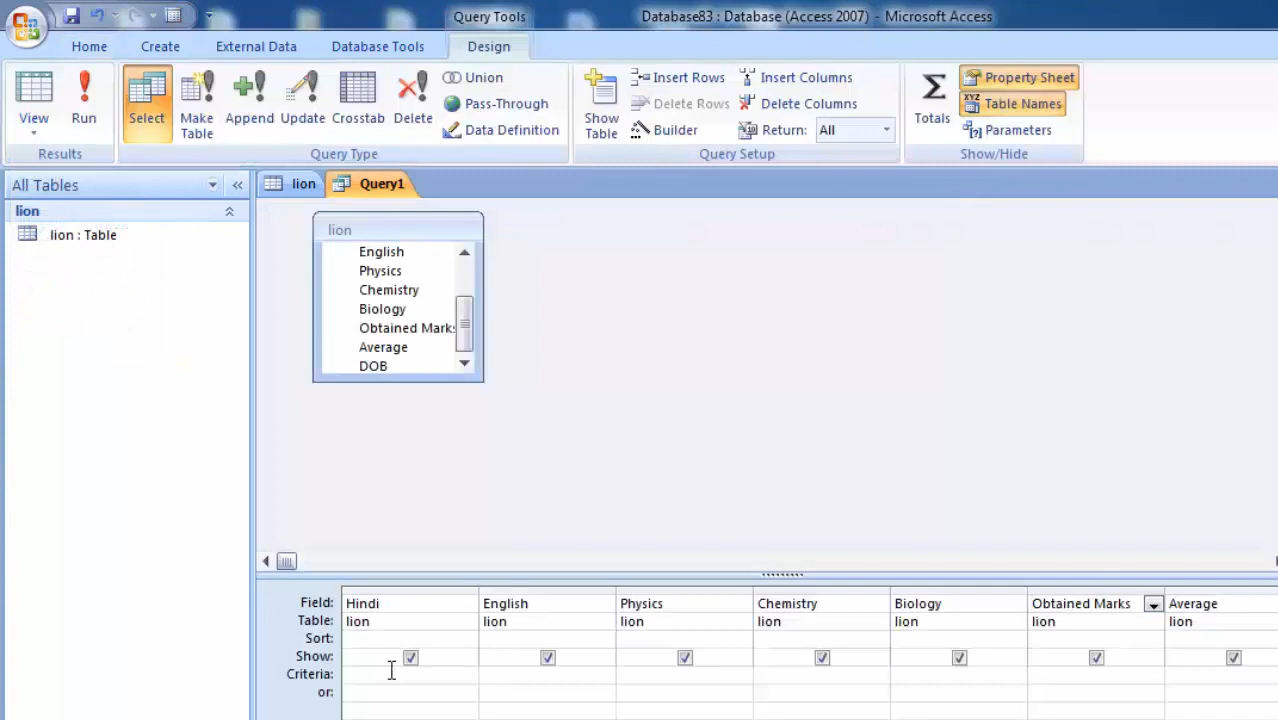 Query Tools
Database83 : Database (Access 2007) - Microsoft Access
Home Create External Data Database Tools Design
View
Run
Results
Select
Make Table
Append
Update
Crosstab
Delete
Union
Pass-Through
Data Definition
Query Type
Show Table
Insert Rows
Delete Rows
Builder
Insert Columns
Delete Columns
Return: All
Query Setup
Totals
Property Sheet
Table Names
Parameters
Show/Hide
All Tables
lion
lion : Table
lion Query1
lion
English
Physics
Chemistry
Biology
Obtained Marks
Average
DOB
Field: Hindi English Physics Chemistry Biology Obtained Marks Average
Table: lion lion lion lion lion lion lion
Sort:
Show:
Criteria:
or: